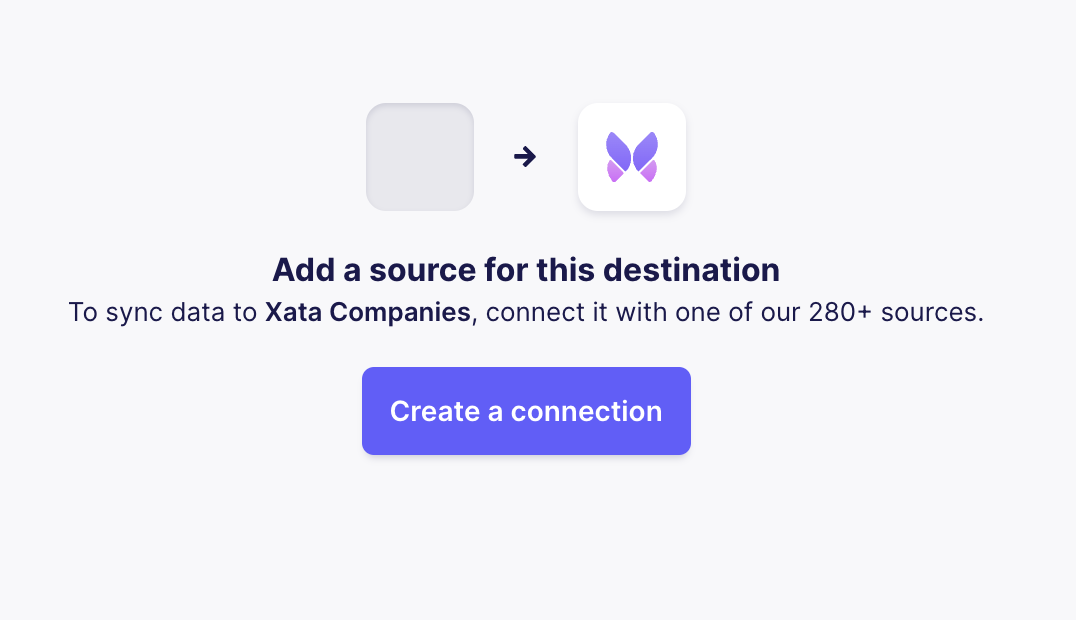 Add a source for this destination
To sync data to Xata Companies, connect it with one of our 280+ sources.
Create a connection